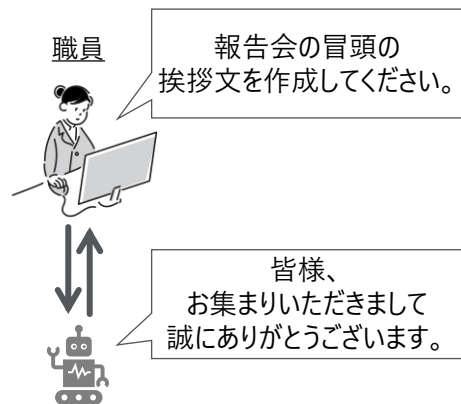 職員
報告会の冒頭の
挨拶文を作成してください。
皆様、
お集まりいただきまして
誠にありがとうございます。